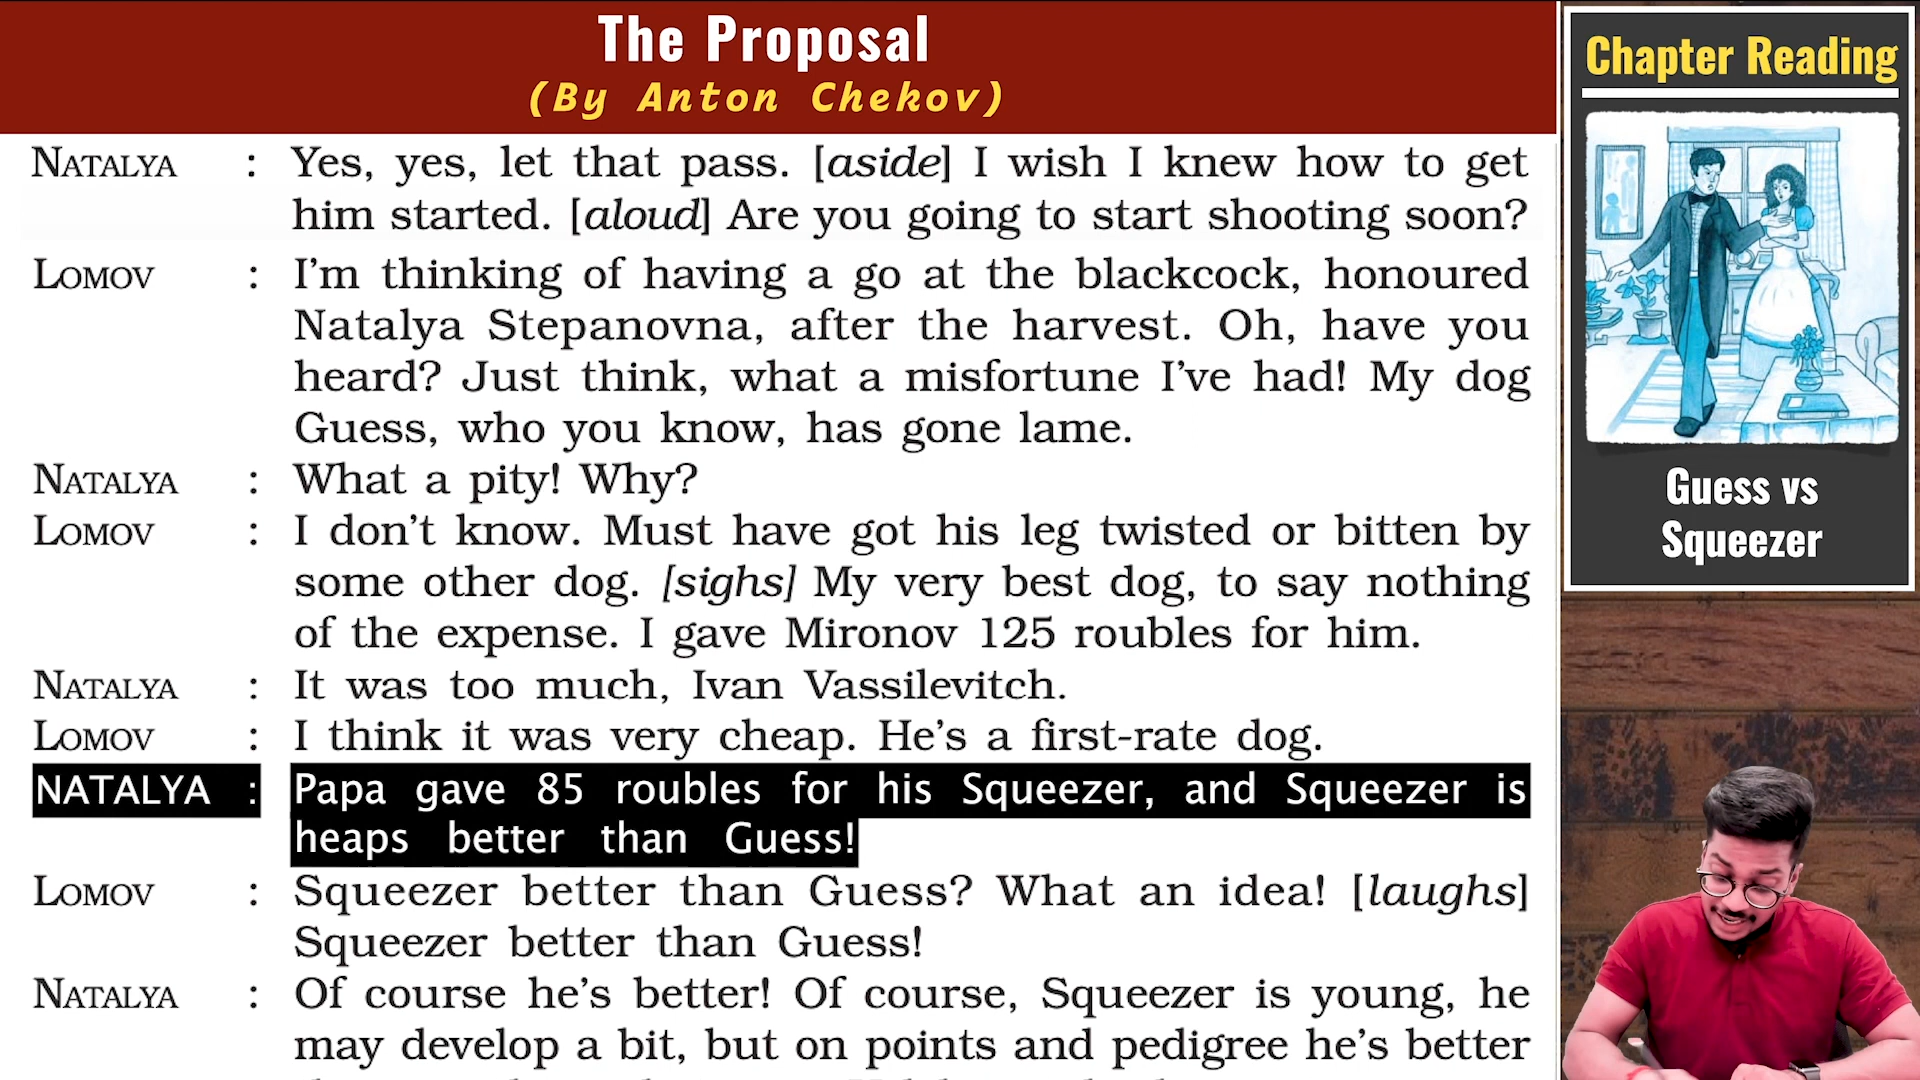 The Proposal
(By Anton Chekov)
NATALYA : Yes, yes, let that pass. [aside] I wish I knew how to get
him started. [aloud] Are you going to start shooting soon?
LOMOV : I'm thinking of having a go at the blackcock, honoured
Natalya Stepanovna, after the harvest. Oh, have you
heard? Just think, what a misfortune I've had! My dog
Guess, who you know, has gone lame.
NATALYA : What a pity! Why?
LOMOV : I don't know. Must have got his leg twisted or bitten by
some other dog. [sighs] My very best dog, to say nothing
of the expense. I gave Mironov 125 roubles for him.
NATALYA : It was too much, Ivan Vassilevitch.
LOMOV : I think it was very cheap. He's a first-rate dog.
NATALYA : Papa gave 85 roubles for his Squeezer, and Squeezer is
heaps better than Guess!
LOMOV : Squeezer better than Guess? What an idea! [laughs]
Squeezer better than Guess!
NATALYA : Of course he's better! Of course, Squeezer is young, he
may develop a bit, but on points and pedigree he's better
Chapter Reading
Guess vs
Squeezer